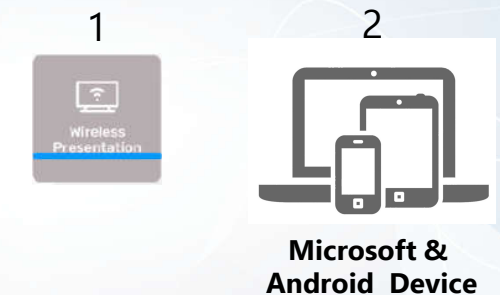 1
2
Wireless
Presentation
Microsoft &
Android Device